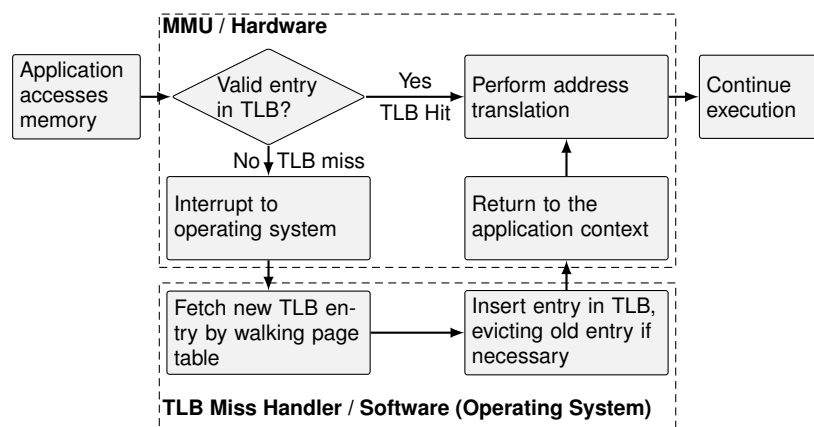 MMU / Hardware
Application
accesses
memory
Valid entry
in TLB?
Yes
TLB Hit
Perform address
translation
Continue
execution
No
TLB miss
Interrupt to
operating system
Return to the
application context
Fetch new TLB en-
try by walking page
table
Insert entry in TLB,
evicting old entry if
necessary
TLB Miss Handler / Software (Operating System)